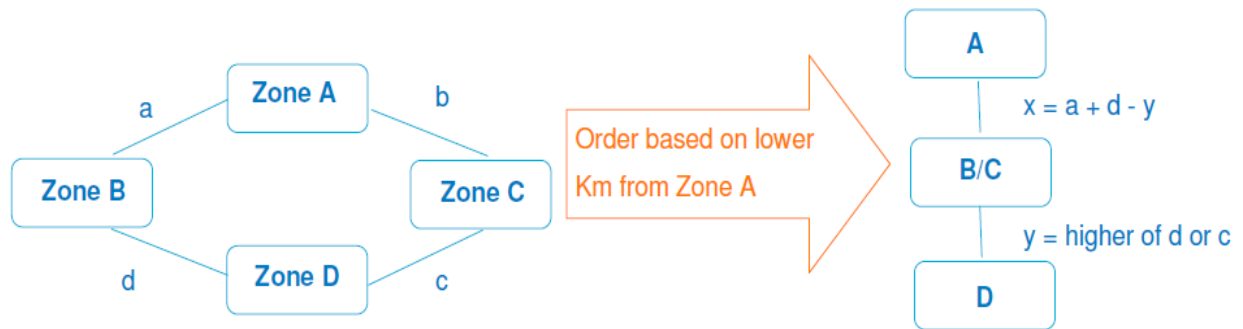 Zone A
a
b
Zone B
Zone C
d
Zone D
c
Order based on lower
Km from Zone A
A
x = a + d - y
B/C
y = higher of d or c
D